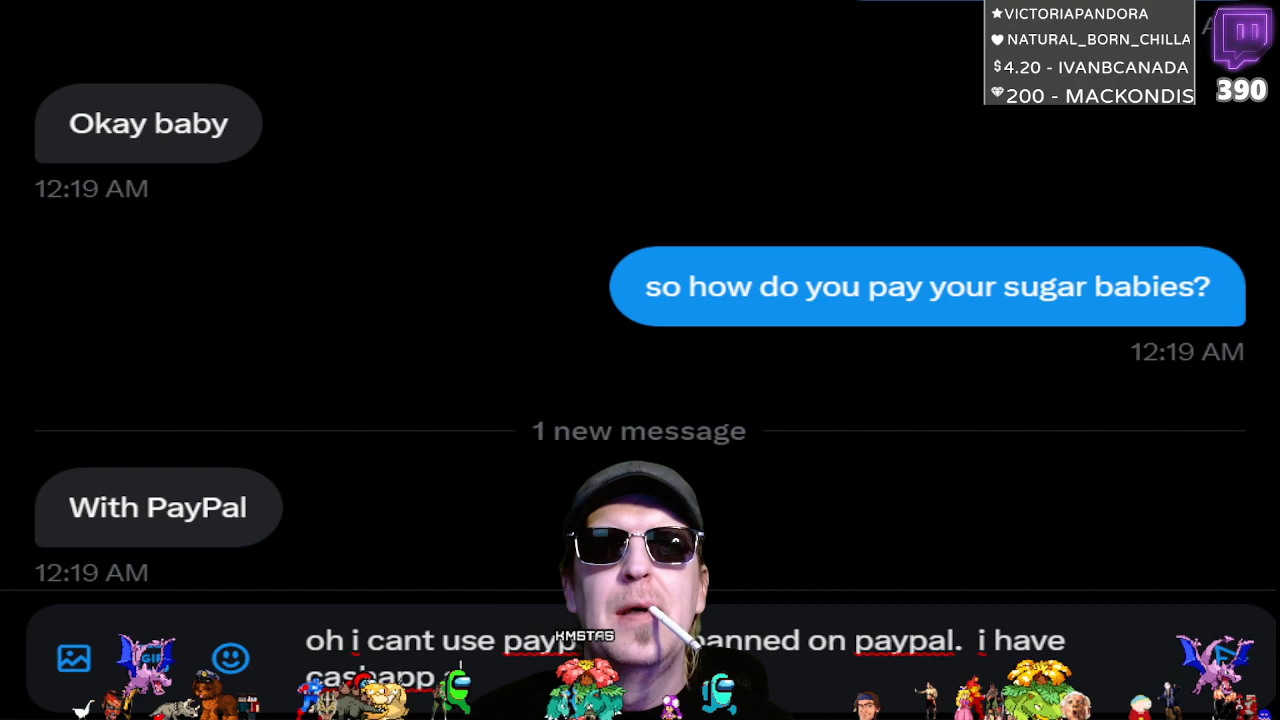 ★VICTORIAPANDORA
♥ NATURAL_BORN_CHILLA
$4.20 - IVANBCANADA
200 - MACKONDIS
390
Okay baby
12:19 AM
so how do you pay your sugar babies?
12:19 AM
1 new message
With PayPal
12:19 AM
oh i cant use on paypal. i have
KMSTAS
GIF